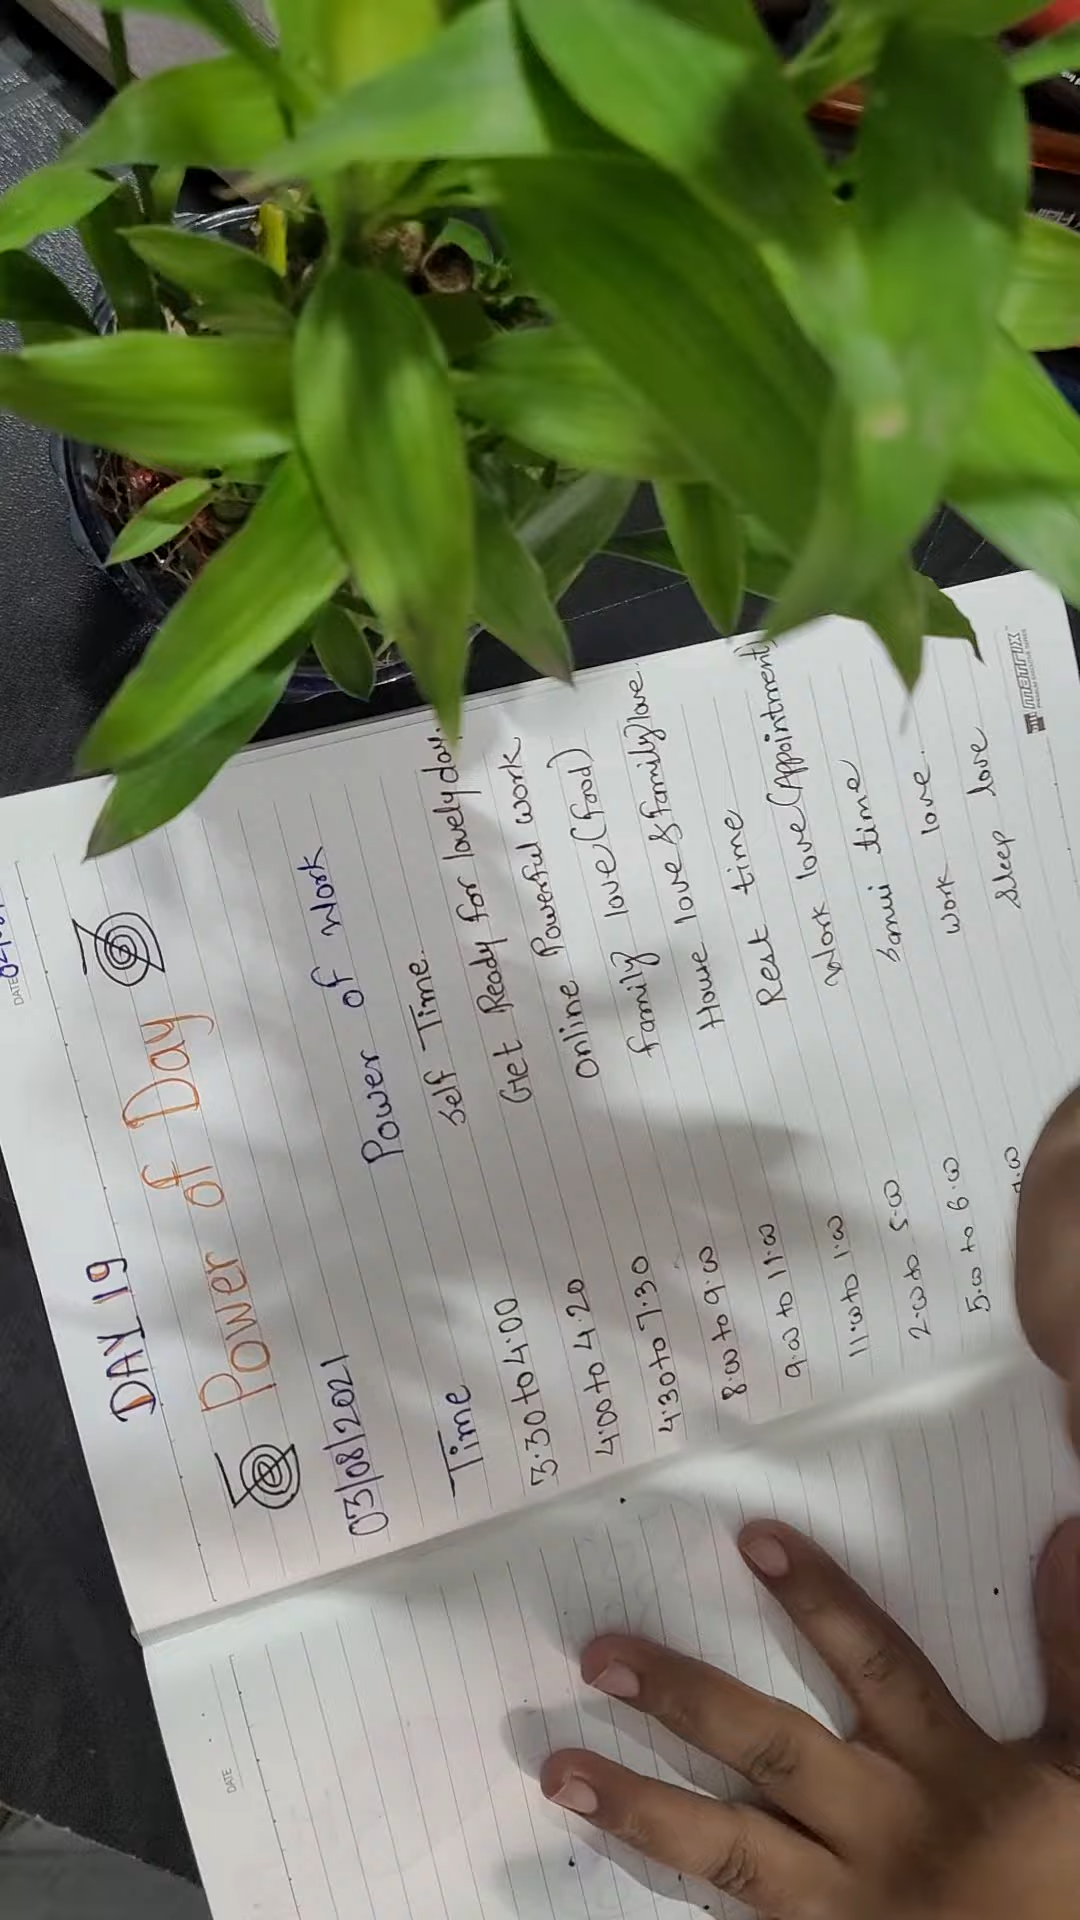 DATE
DAY 19
Power of Day
03/08/2021
Time Power of Work
3:30 to 4:00 Self Time.
4:00 to 4:20 Get Ready for lovely day.
4:30 to 7:30 Online Powerful work
8:00 to 9:00 family love (food)
9:00 to 11:00 House love & family love.
11:00 to 1:00 Rest time
2:00 to 5:00 Work love (Appointment)
5:00 to 6:00 time
work love.
Sleep love
matrix
DATE